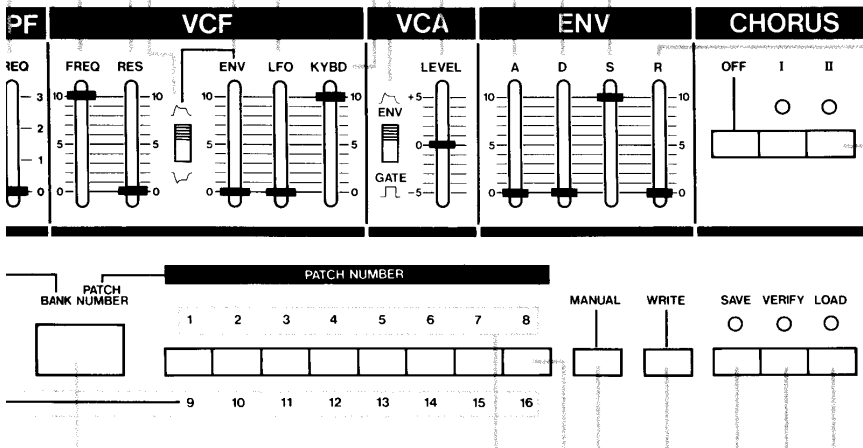 PF VCF VCA ENV CHORUS
REQ FREQ RES ENV LFO KYBD LEVEL A D S R OFF I II
3 10 10 10 10 +5 10 10
ENV
2
5 5 5 5 0 5 5
1
GATE
0 0 0 0 0 -5 0 0
PATCH NUMBER
BANK PATCH NUMBER MANUAL WRITE SAVE VERIFY LOAD
1 2 3 4 5 6 7 8
9 10 11 12 13 14 15 16